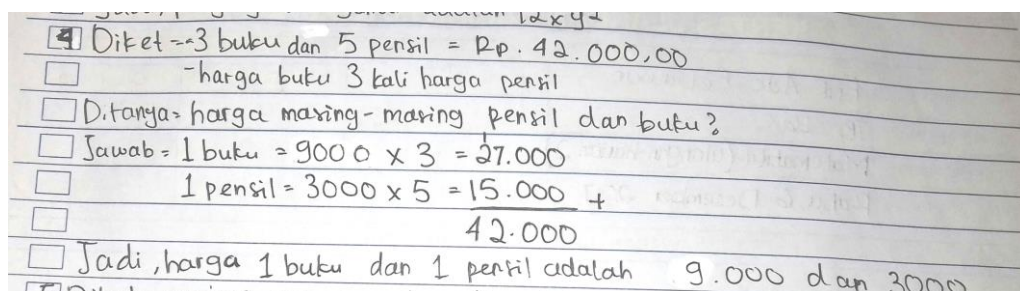 4 Diket = -3 buku dan 5 pensil = Rp. 42.000,00
-harga buku 3 kali harga pensil
Ditanya = harga masing-masing pensil dan buku?
Jawab = 1 buku = 9000 x 3 = 27.000
1 pensil = 3000 x 5 = 15.000 +
42.000
Jadi, harga 1 buku dan 1 pensil adalah 9.000 dan 3000